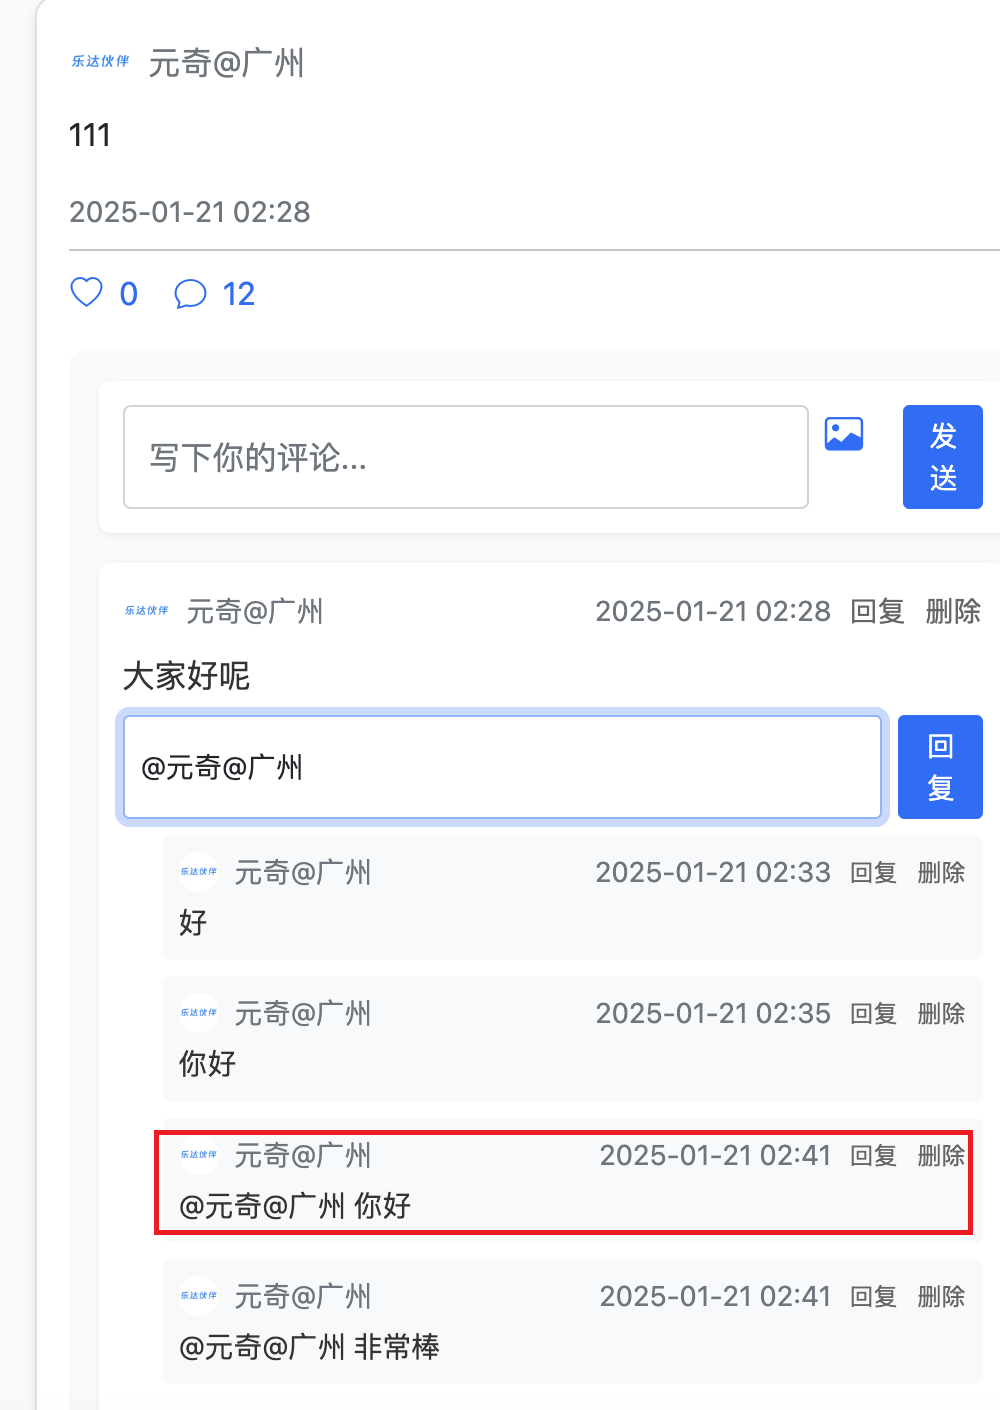 乐达伙伴 元奇@广州
111
2025-01-21 02:28
0 12
写下你的评论...
发
送
乐达伙伴 元奇@广州 2025-01-21 02:28 回复 删除
大家好呢
@元奇@广州
回
复
乐达伙伴 元奇@广州 2025-01-21 02:33 回复 删除
好
乐达伙伴 元奇@广州 2025-01-21 02:35 回复 删除
你好
乐达伙伴 元奇@广州 2025-01-21 02:41 回复 删除
@元奇@广州 你好
乐达伙伴 元奇@广州 2025-01-21 02:41 回复 删除
@元奇@广州 非常棒